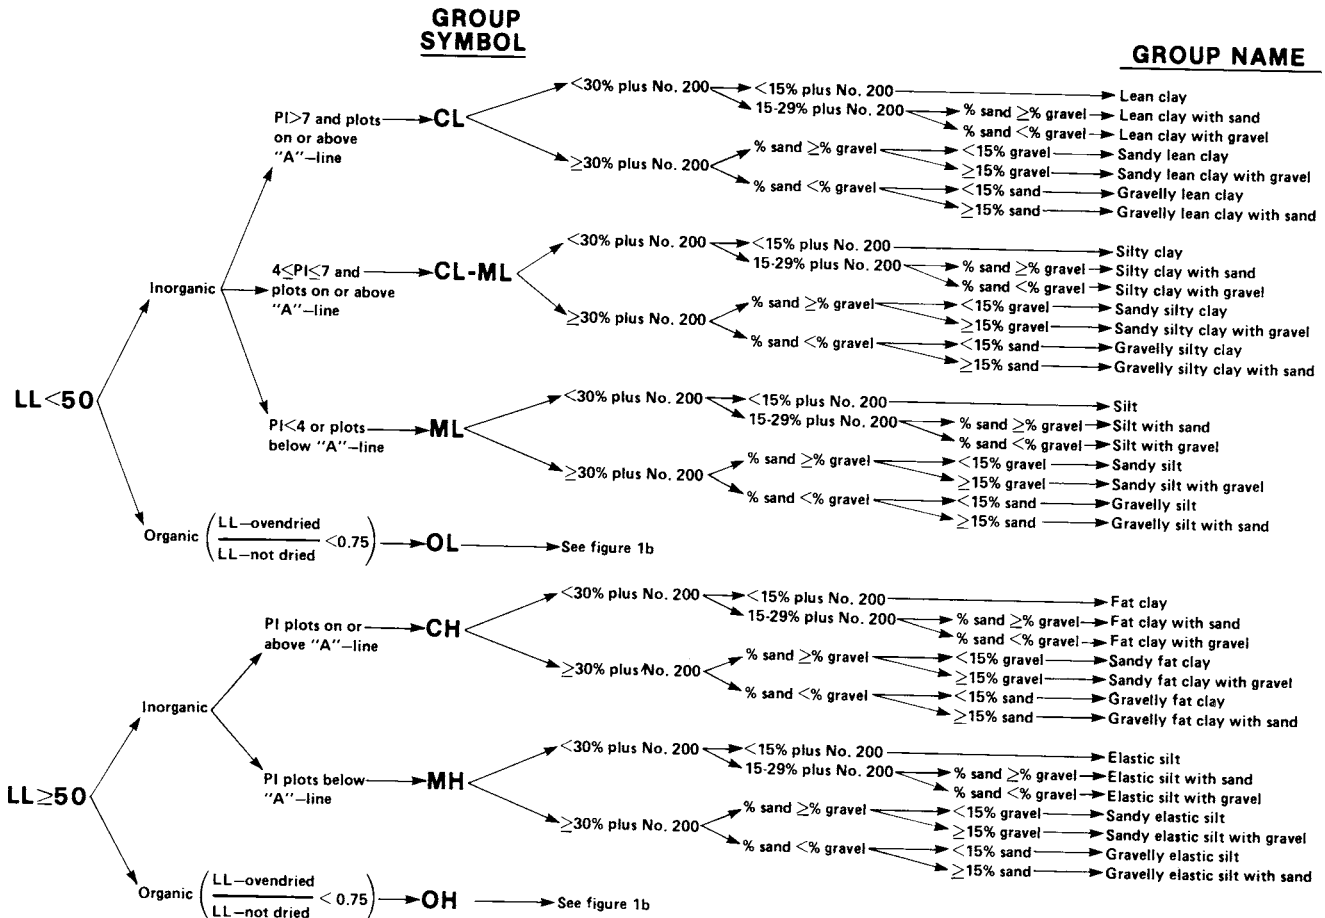 GROUP
SYMBOL
GROUP NAME
LL<50
Inorganic
PI>7 and plots
on or above
"A"—line
CL
<30% plus No. 200
<15% plus No. 200
Lean clay
15-29% plus No. 200
% sand ≥% gravel
Lean clay with sand
% sand <% gravel
Lean clay with gravel
≥30% plus No. 200
% sand ≥% gravel
<15% gravel
Sandy lean clay
≥15% gravel
Sandy lean clay with gravel
% sand <% gravel
<15% sand
Gravelly lean clay
≥15% sand
Gravelly lean clay with sand
4≤PI≤7 and
plots on or above
"A"—line
CL-ML
<30% plus No. 200
<15% plus No. 200
Silty clay
15-29% plus No. 200
% sand ≥% gravel
Silty clay with sand
% sand <% gravel
Silty clay with gravel
≥30% plus No. 200
% sand ≥% gravel
<15% gravel
Sandy silty clay
≥15% gravel
Sandy silty clay with gravel
% sand <% gravel
<15% sand
Gravelly silty clay
≥15% sand
Gravelly silty clay with sand
PI<4 or plots
below "A"—line
ML
<30% plus No. 200
<15% plus No. 200
Silt
15-29% plus No. 200
% sand ≥% gravel
Silt with sand
% sand <% gravel
Silt with gravel
≥30% plus No. 200
% sand ≥% gravel
<15% gravel
Sandy silt
≥15% gravel
Sandy silt with gravel
% sand <% gravel
<15% sand
Gravelly silt
≥15% sand
Gravelly silt with sand
Organic
LL—ovendried
LL—not dried
<0.75
OL
See figure 1b
LL≥50
Inorganic
PI plots on or
above "A"—line
CH
<30% plus No. 200
<15% plus No. 200
Fat clay
15-29% plus No. 200
% sand ≥% gravel
Fat clay with sand
% sand <% gravel
Fat clay with gravel
≥30% plus No. 200
% sand ≥% gravel
<15% gravel
Sandy fat clay
≥15% gravel
Sandy fat clay with gravel
% sand <% gravel
<15% sand
Gravelly fat clay
≥15% sand
Gravelly fat clay with sand
PI plots below
"A"—line
MH
<30% plus No. 200
<15% plus No. 200
Elastic silt
15-29% plus No. 200
% sand ≥% gravel
Elastic silt with sand
% sand <% gravel
Elastic silt with gravel
≥30% plus No. 200
% sand ≥% gravel
<15% gravel
Sandy elastic silt
≥15% gravel
Sandy elastic silt with gravel
% sand <% gravel
<15% sand
Gravelly elastic silt
≥15% sand
Gravelly elastic silt with sand
Organic
LL—ovendried
LL—not dried
< 0.75
OH
See figure 1b